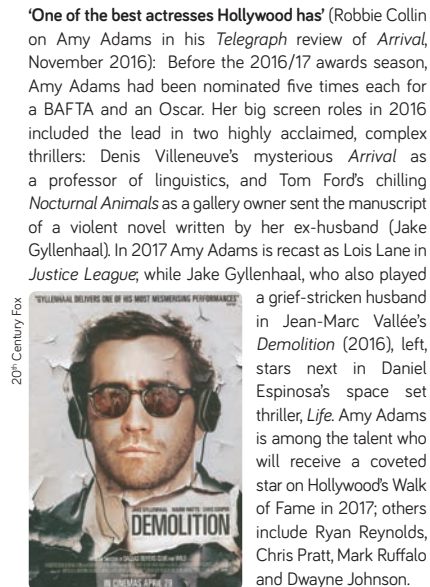 ‘One of the best actresses Hollywood has’ (Robbie Collin
on Amy Adams in his Telegraph review of Arrival,
November 2016): Before the 2016/17 awards season,
Amy Adams had been nominated five times each for
a BAFTA and an Oscar. Her big screen roles in 2016
included the lead in two highly acclaimed, complex
thrillers: Denis Villeneuve’s mysterious Arrival as
a professor of linguistics, and Tom Ford’s chilling
Nocturnal Animals as a gallery owner sent the manuscript
of a violent novel written by her ex-husband (Jake
Gyllenhaal). In 2017 Amy Adams is recast as Lois Lane in
Justice League; while Jake Gyllenhaal, who also played
a grief-stricken husband
in Jean-Marc Vallée’s
Demolition (2016), left,
stars next in Daniel
Espinosa’s space set
thriller, Life. Amy Adams
is among the talent who
will receive a coveted
star on Hollywood’s Walk
of Fame in 2017; others
include Ryan Reynolds,
Chris Pratt, Mark Ruffalo
and Dwayne Johnson.
20th Century Fox
"GYLLENHAAL DELIVERS ONE OF HIS MOST MESMERISING PERFORMANCES"
JAKE GYLLENHAAL NAOMI WATTS CHRIS COOPER
DEMOLITION
IN CINEMAS APRIL 29